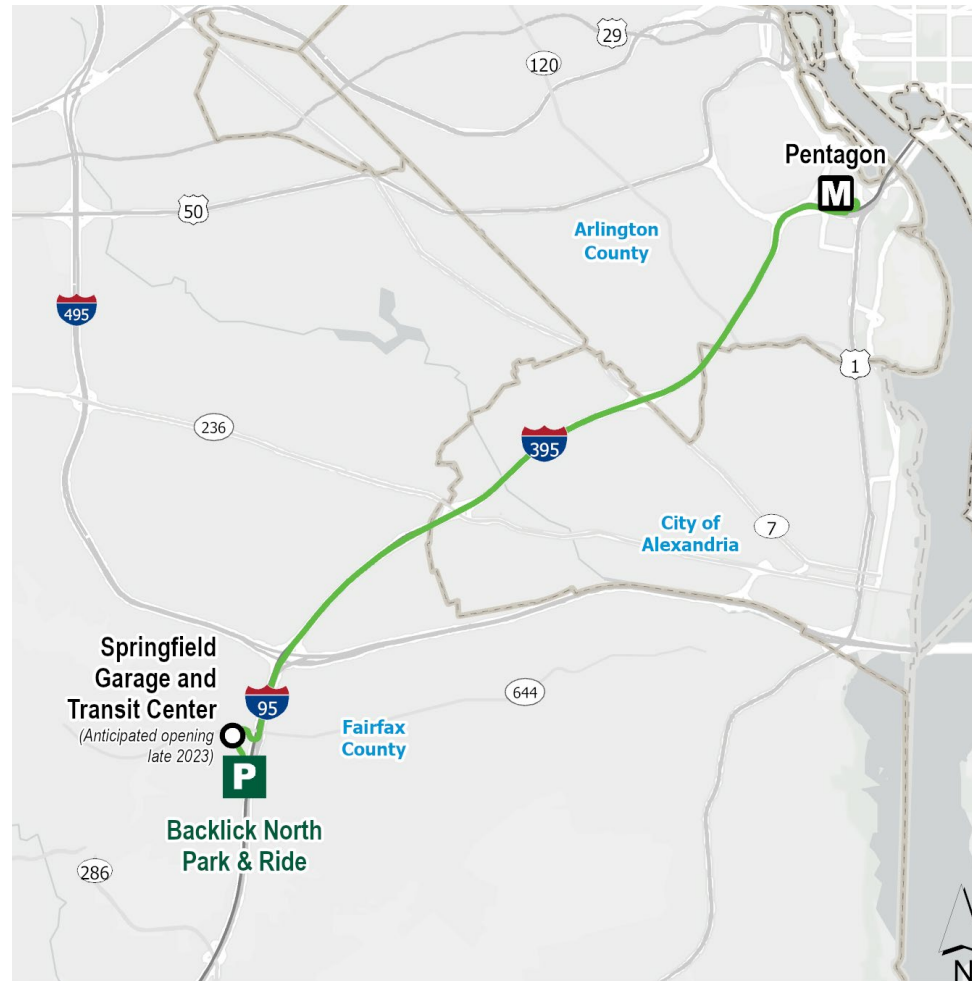 29
120
Pentagon
M
50
Arlington
County
495
1
236
395
7
City of
Alexandria
Springfield
Garage and
Transit Center
(Anticipated opening
late 2023)
644
95
Fairfax
County
P
Backlick North
Park & Ride
286
N